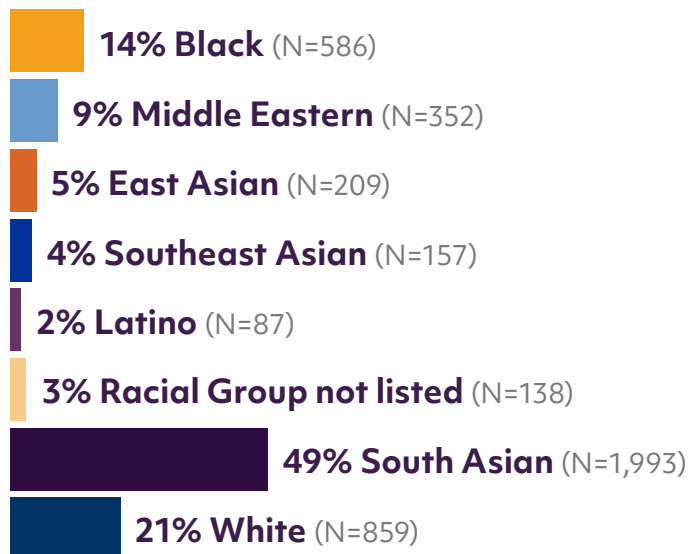 14% Black (N=586)
9% Middle Eastern (N=352)
5% East Asian (N=209)
4% Southeast Asian (N=157)
2% Latino (N=87)
3% Racial Group not listed (N=138)
49% South Asian (N=1,993)
21% White (N=859)